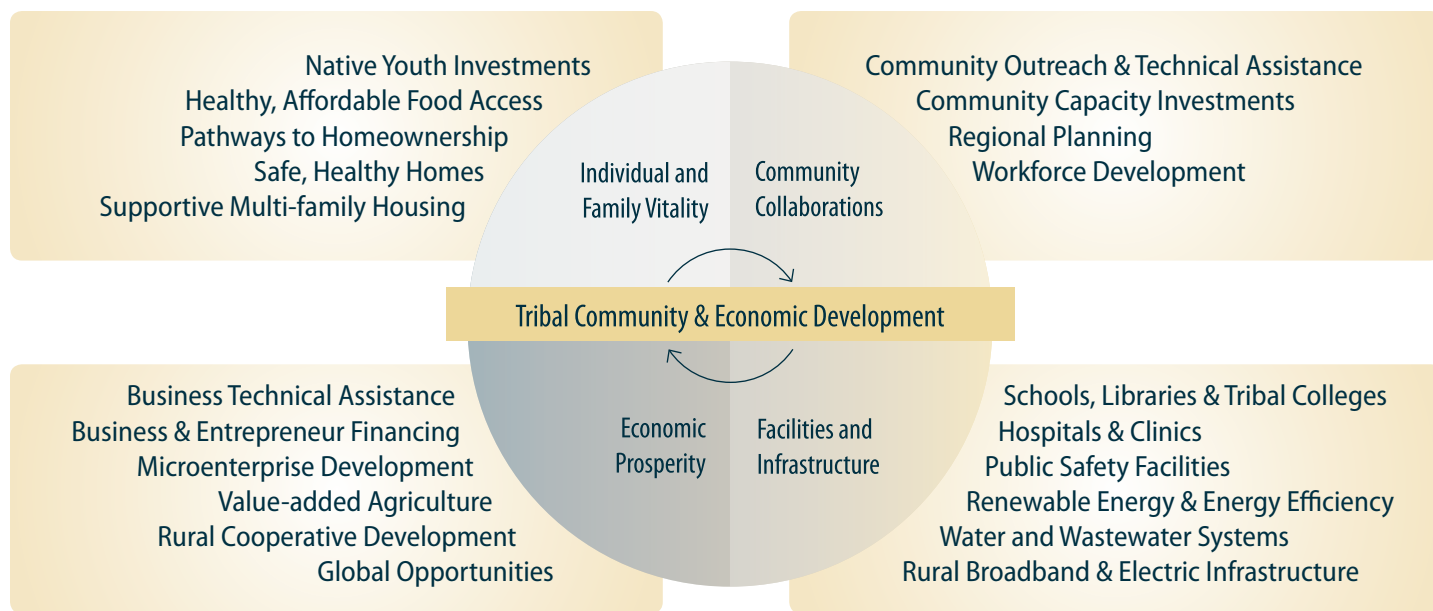 Native Youth Investments
Healthy, Affordable Food Access
Pathways to Homeownership
Safe, Healthy Homes
Supportive Multi-family Housing
Individual and
Family Vitality
Community
Collaborations
Community Outreach & Technical Assistance
Community Capacity Investments
Regional Planning
Workforce Development
Tribal Community & Economic Development
Business Technical Assistance
Business & Entrepreneur Financing
Microenterprise Development
Value-added Agriculture
Rural Cooperative Development
Global Opportunities
Economic
Prosperity
Facilities and
Infrastructure
Schools, Libraries & Tribal Colleges
Hospitals & Clinics
Public Safety Facilities
Renewable Energy & Energy Efficiency
Water and Wastewater Systems
Rural Broadband & Electric Infrastructure